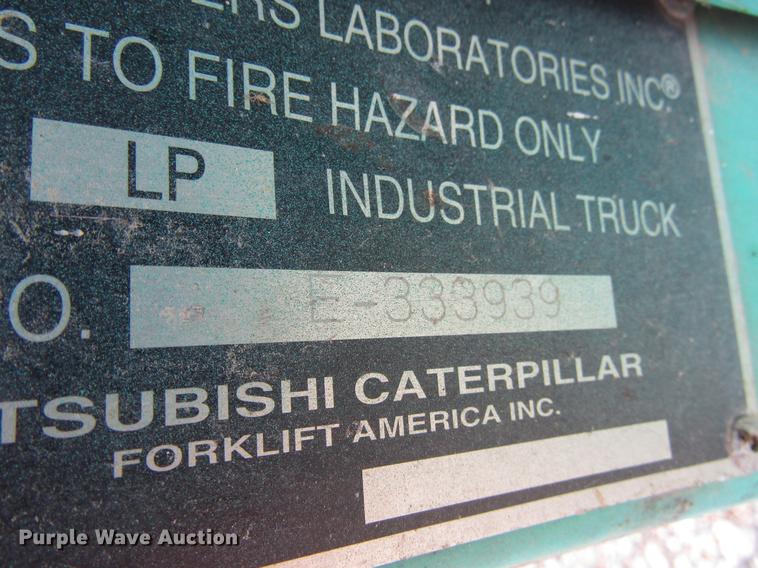 ERS LABORATORIES INC.®
S TO FIRE HAZARD ONLY
LP INDUSTRIAL TRUCK
O. E-333939
TSUBISHI CATERPILLAR
FORKLIFT AMERICA INC.
Purple Wave Auction